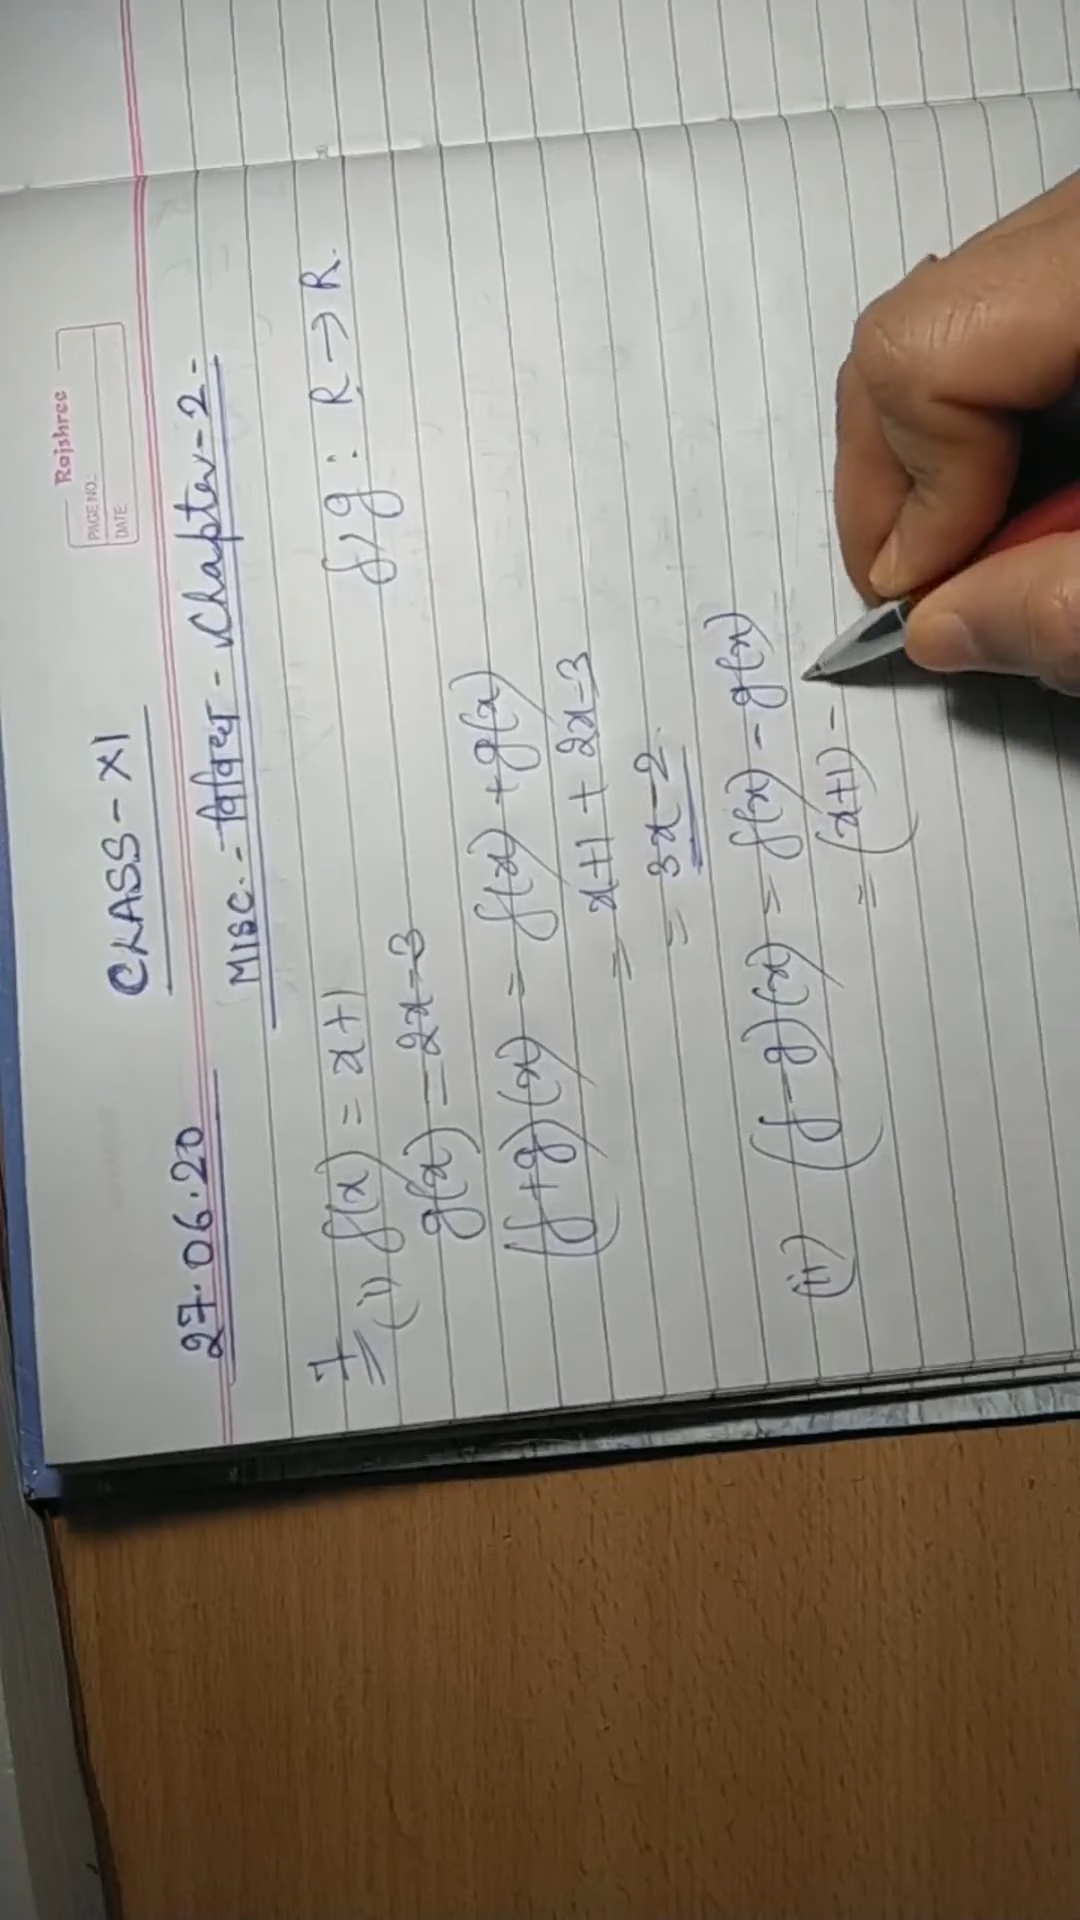 Rajshree
PAGE NO.:
DATE
CLASS - XI
27.06.20
MISC. - विविध - Chapter - 2 -
7
(i) f(x) = x+1 f, g : R → R.
g(x) = 2x-3
(f+g)(x) = f(x) + g(x)
= x+1 + 2x-3
= 3x-2.
(ii) (f-g)(x) = f(x) - g(x)
= (x+1) -